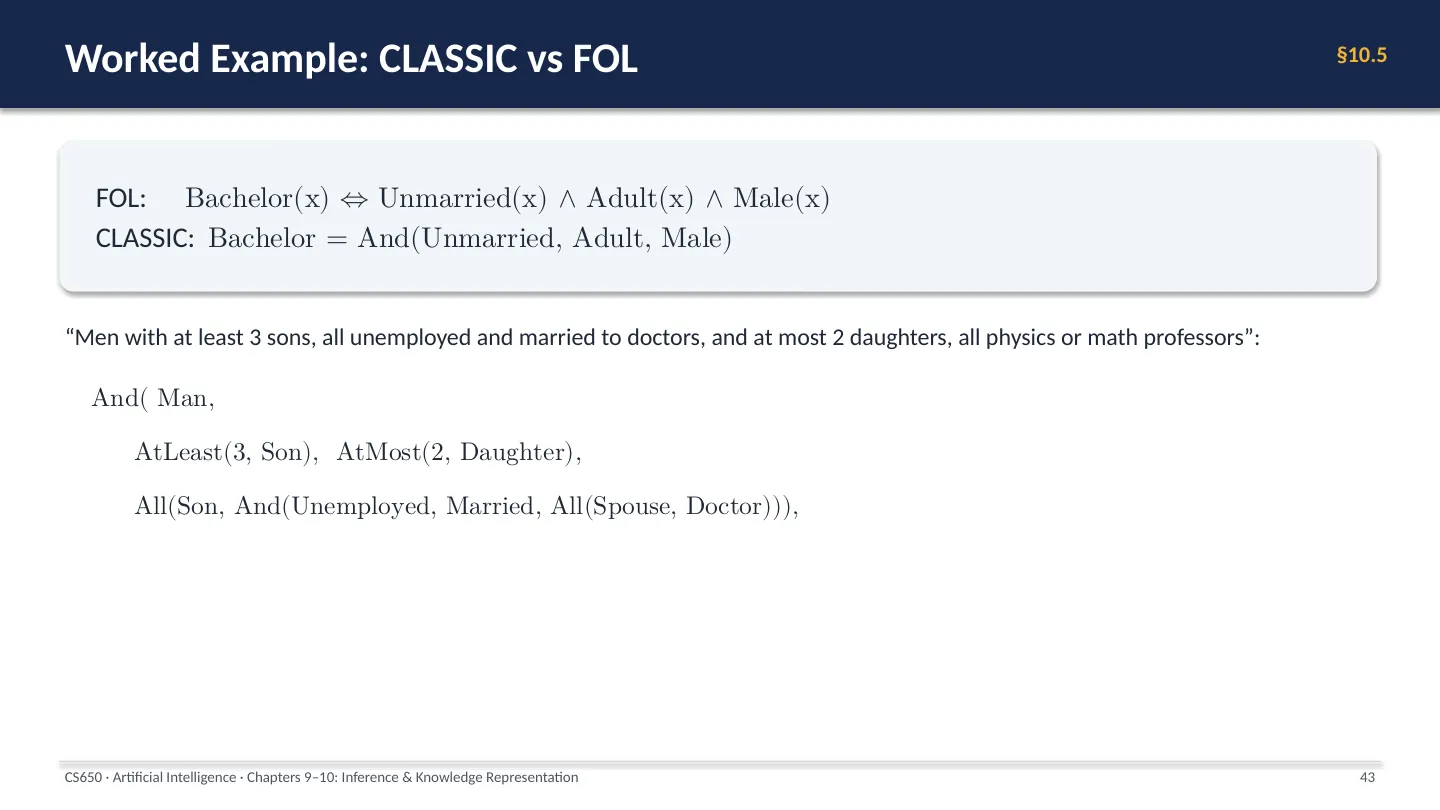 Worked Example: CLASSIC vs FOL
§10.5
FOL: Bachelor(x) ⇔ Unmarried(x) ∧ Adult(x) ∧ Male(x)
CLASSIC: Bachelor = And(Unmarried, Adult, Male)
“Men with at least 3 sons, all unemployed and married to doctors, and at most 2 daughters, all physics or math professors”:
And( Man,
AtLeast(3, Son), AtMost(2, Daughter),
All(Son, And(Unemployed, Married, All(Spouse, Doctor))),
CS650 · Artificial Intelligence · Chapters 9–10: Inference & Knowledge Representation
43